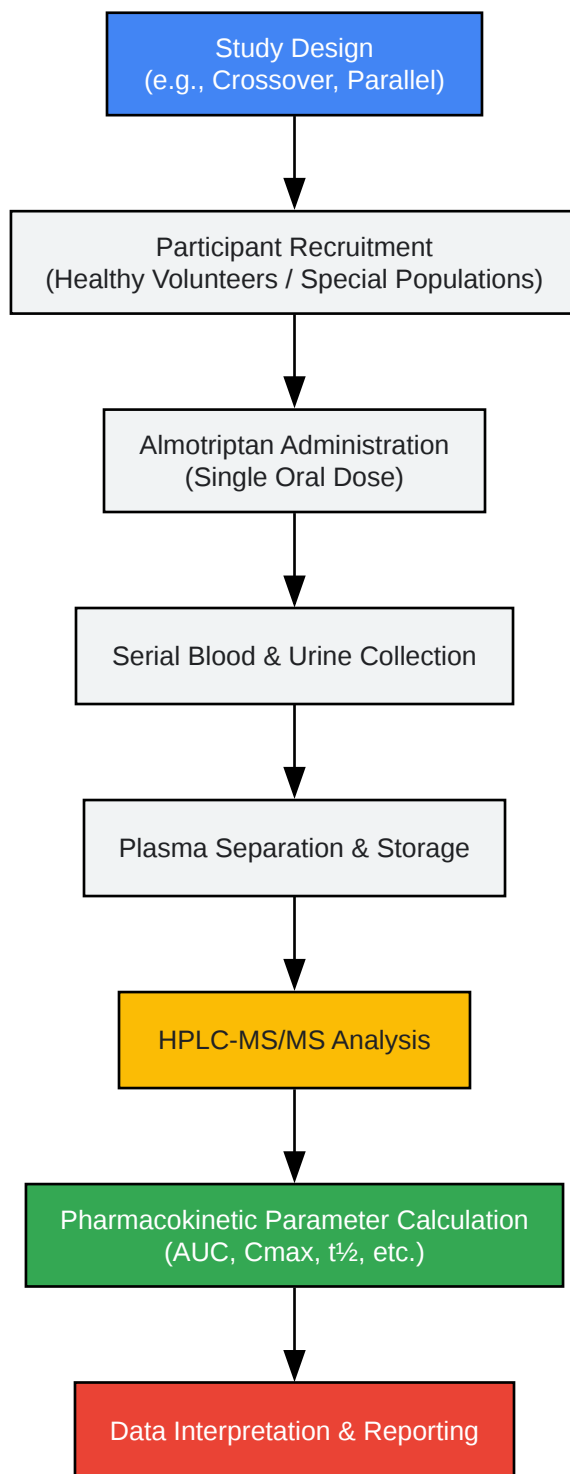 Study Design
(e.g., Crossover, Parallel)
Participant Recruitment
(Healthy Volunteers / Special Populations)
Almotriptan Administration
(Single Oral Dose)
Serial Blood & Urine Collection
Plasma Separation & Storage
HPLC-MS/MS Analysis
Pharmacokinetic Parameter Calculation
(AUC, Cmax, t½, etc.)
Data Interpretation & Reporting